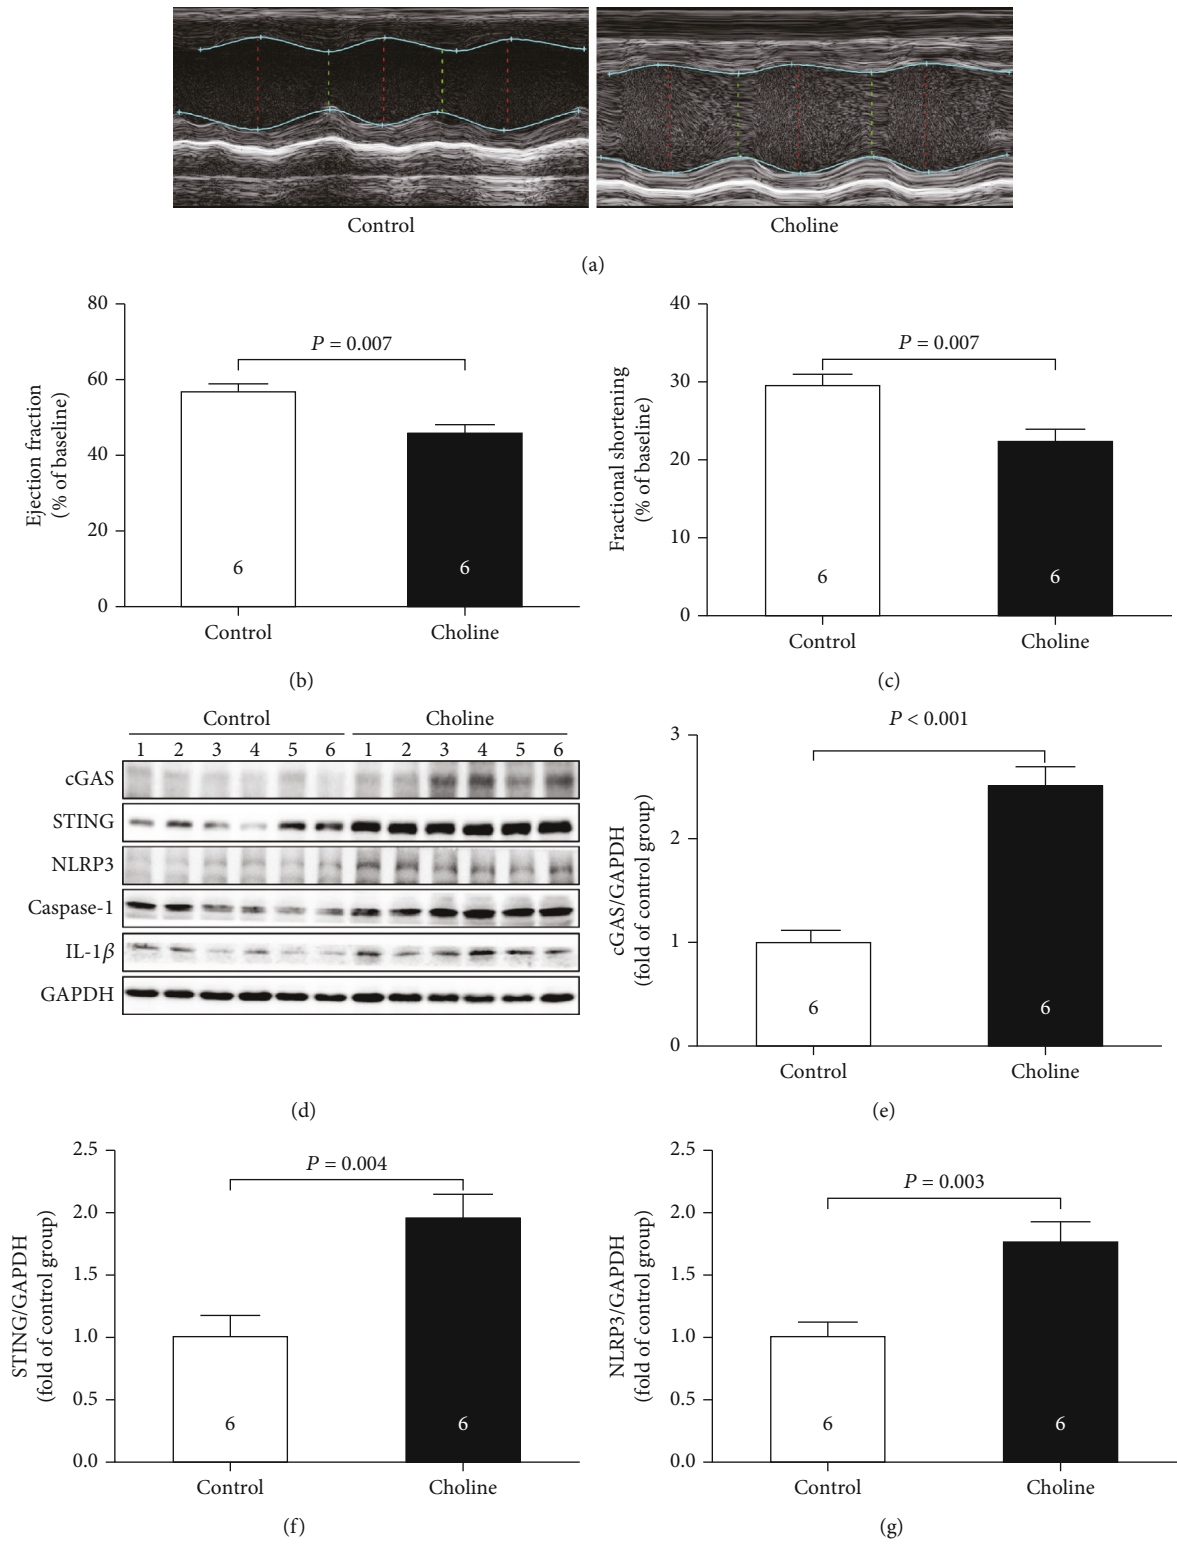 Control Choline
(a)
80
60
40
20
0
Ejection fraction
(% of baseline)
P = 0.007
6 6
Control Choline
(b)
40
30
20
10
0
Fractional shortening
(% of baseline)
P = 0.007
6 6
Control Choline
(c)
Control Choline
1 2 3 4 5 6 1 2 3 4 5 6
cGAS
STING
NLRP3
Caspase-1
IL-1β
GAPDH
(d)
3
2
1
0
cGAS/GAPDH
(fold of control group)
P < 0.001
6 6
Control Choline
(e)
2.5
2.0
1.5
1.0
0.5
0.0
STING/GAPDH
(fold of control group)
P = 0.004
6 6
Control Choline
(f)
2.5
2.0
1.5
1.0
0.5
0.0
NLRP3/GAPDH
(fold of control group)
P = 0.003
6 6
Control Choline
(g)